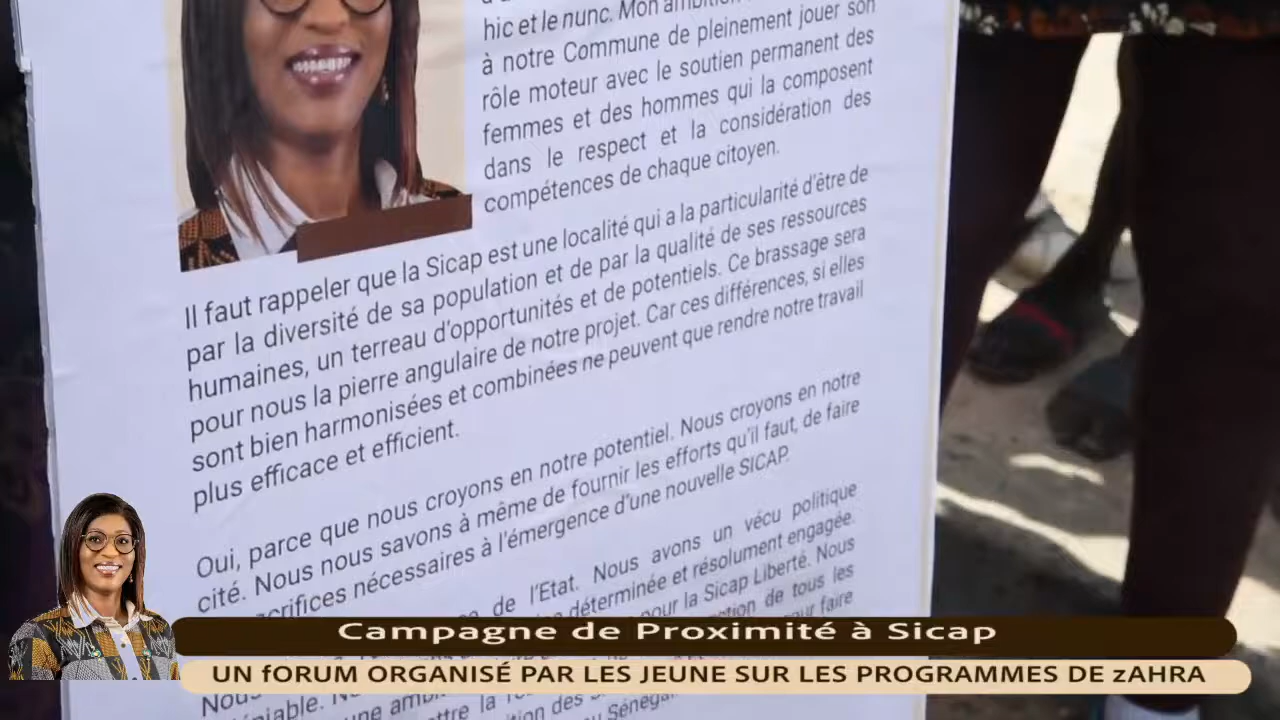 hic et le nunc. Mon ambition
à notre Commune de pleinement jouer son
rôle moteur avec le soutien permanent des
femmes et des hommes qui la composent
dans le respect et la considération des
compétences de chaque citoyen.
Il faut rappeler que la Sicap est une localité qui a la particularité d'être de
par la diversité de sa population et de par la qualité de ses ressources
humaines, un terreau d'opportunités et de potentiels. Ce brassage sera
pour nous la pierre angulaire de notre projet. Car ces différences, si elles
sont bien harmonisées et combinées ne peuvent que rendre notre travail
plus efficace et efficient.
Oui, parce que nous croyons en notre potentiel. Nous croyons en notre
cité. Nous nous savons à même de fournir les efforts qu'il faut, de faire
nécessaires à l'émergence d'une nouvelle SICAP.
de l'Etat. Nous avons un vécu politique
déterminée et résolument engagée.
pour la Sicap Liberté. Nous
de tous les
faire
Campagne de Proximité à Sicap
UN fORUM ORGANISÉ PAR LES JEUNE SUR LES PROGRAMMES DE zAHRA
Nous
une
la
des